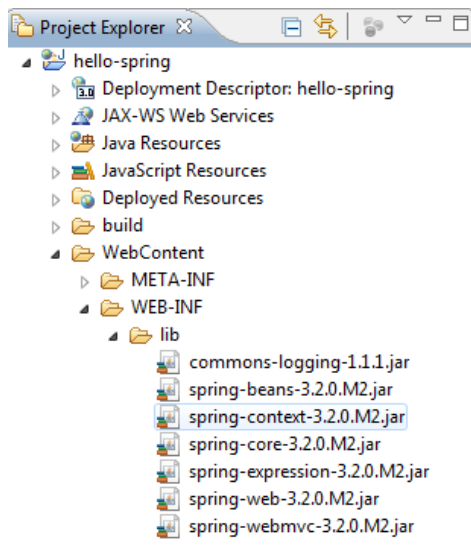 Project Explorer
hello-spring
3.0 Deployment Descriptor: hello-spring
JAX-WS Web Services
Java Resources
JavaScript Resources
Deployed Resources
build
WebContent
META-INF
WEB-INF
lib
commons-logging-1.1.1.jar
spring-beans-3.2.0.M2.jar
spring-context-3.2.0.M2.jar
spring-core-3.2.0.M2.jar
spring-expression-3.2.0.M2.jar
spring-web-3.2.0.M2.jar
spring-webmvc-3.2.0.M2.jar